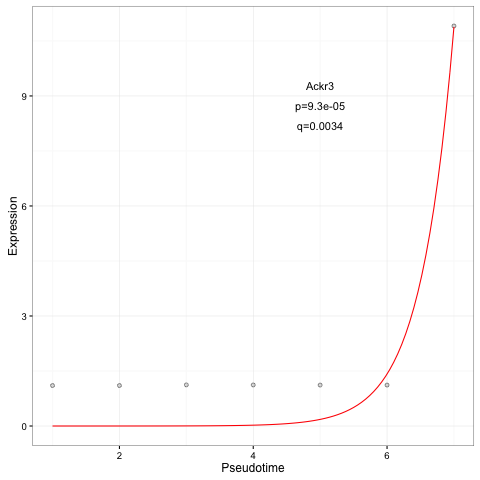 Ackr3
p=9.3e-05
q=0.0034
9
6
3
0
2
4
6
Expression
Pseudotime